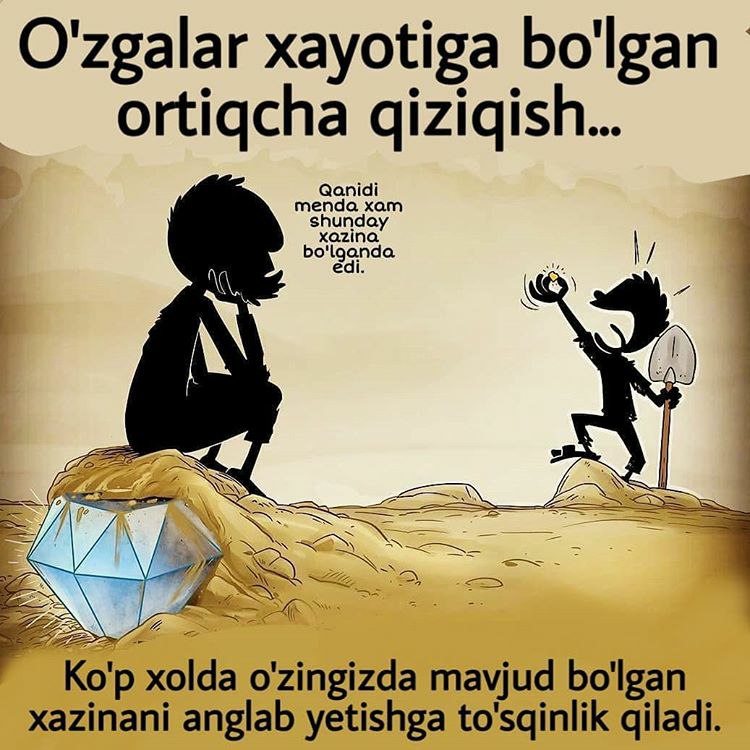 O'zgalar xayotiga bo'lgan
ortiqcha qiziqish...
Qanidi
menda xam
shunday
xazina
bo'lganda
edi.
Ko'p xolda o'zingizda mavjud bo'lgan
xazinani anglab yetishga to'sqinlik qiladi.